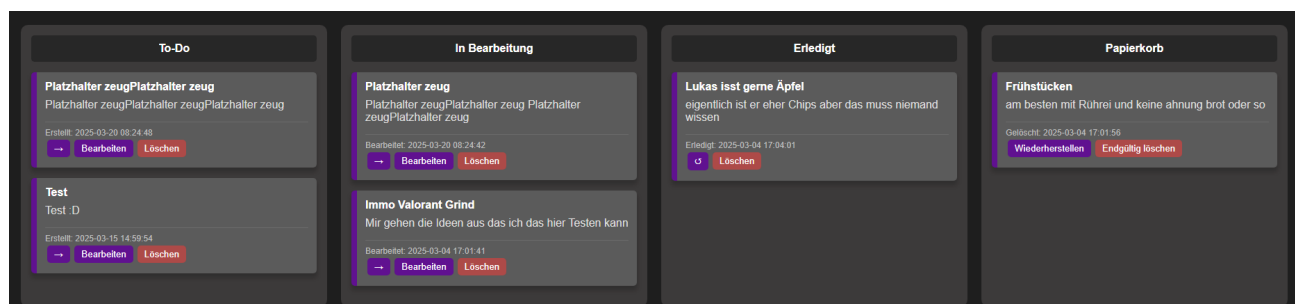 To-Do
Platzhalter zeugPlatzhalter zeug
Platzhalter zeugPlatzhalter zeugPlatzhalter zeug
Erstellt: 2025-03-20 08:24:48
→ Bearbeiten Löschen
Test
Test :D
Erstellt: 2025-03-15 14:59:54
→ Bearbeiten Löschen
In Bearbeitung
Platzhalter zeug
Platzhalter zeugPlatzhalter zeug Platzhalter
zeugPlatzhalter zeug
Bearbeitet: 2025-03-20 08:24:42
→ Bearbeiten Löschen
Immo Valorant Grind
Mir gehen die Ideen aus das ich das hier Testen kann
Bearbeitet: 2025-03-04 17:01:41
→ Bearbeiten Löschen
Erledigt
Lukas isst gerne Äpfel
eigentlich ist er eher Chips aber das muss niemand
wissen
Erledigt: 2025-03-04 17:04:01
↺ Löschen
Papierkorb
Frühstücken
am besten mit Rührei und keine ahnung brot oder so
Gelöscht: 2025-03-04 17:01:56
Wiederherstellen Endgültig löschen